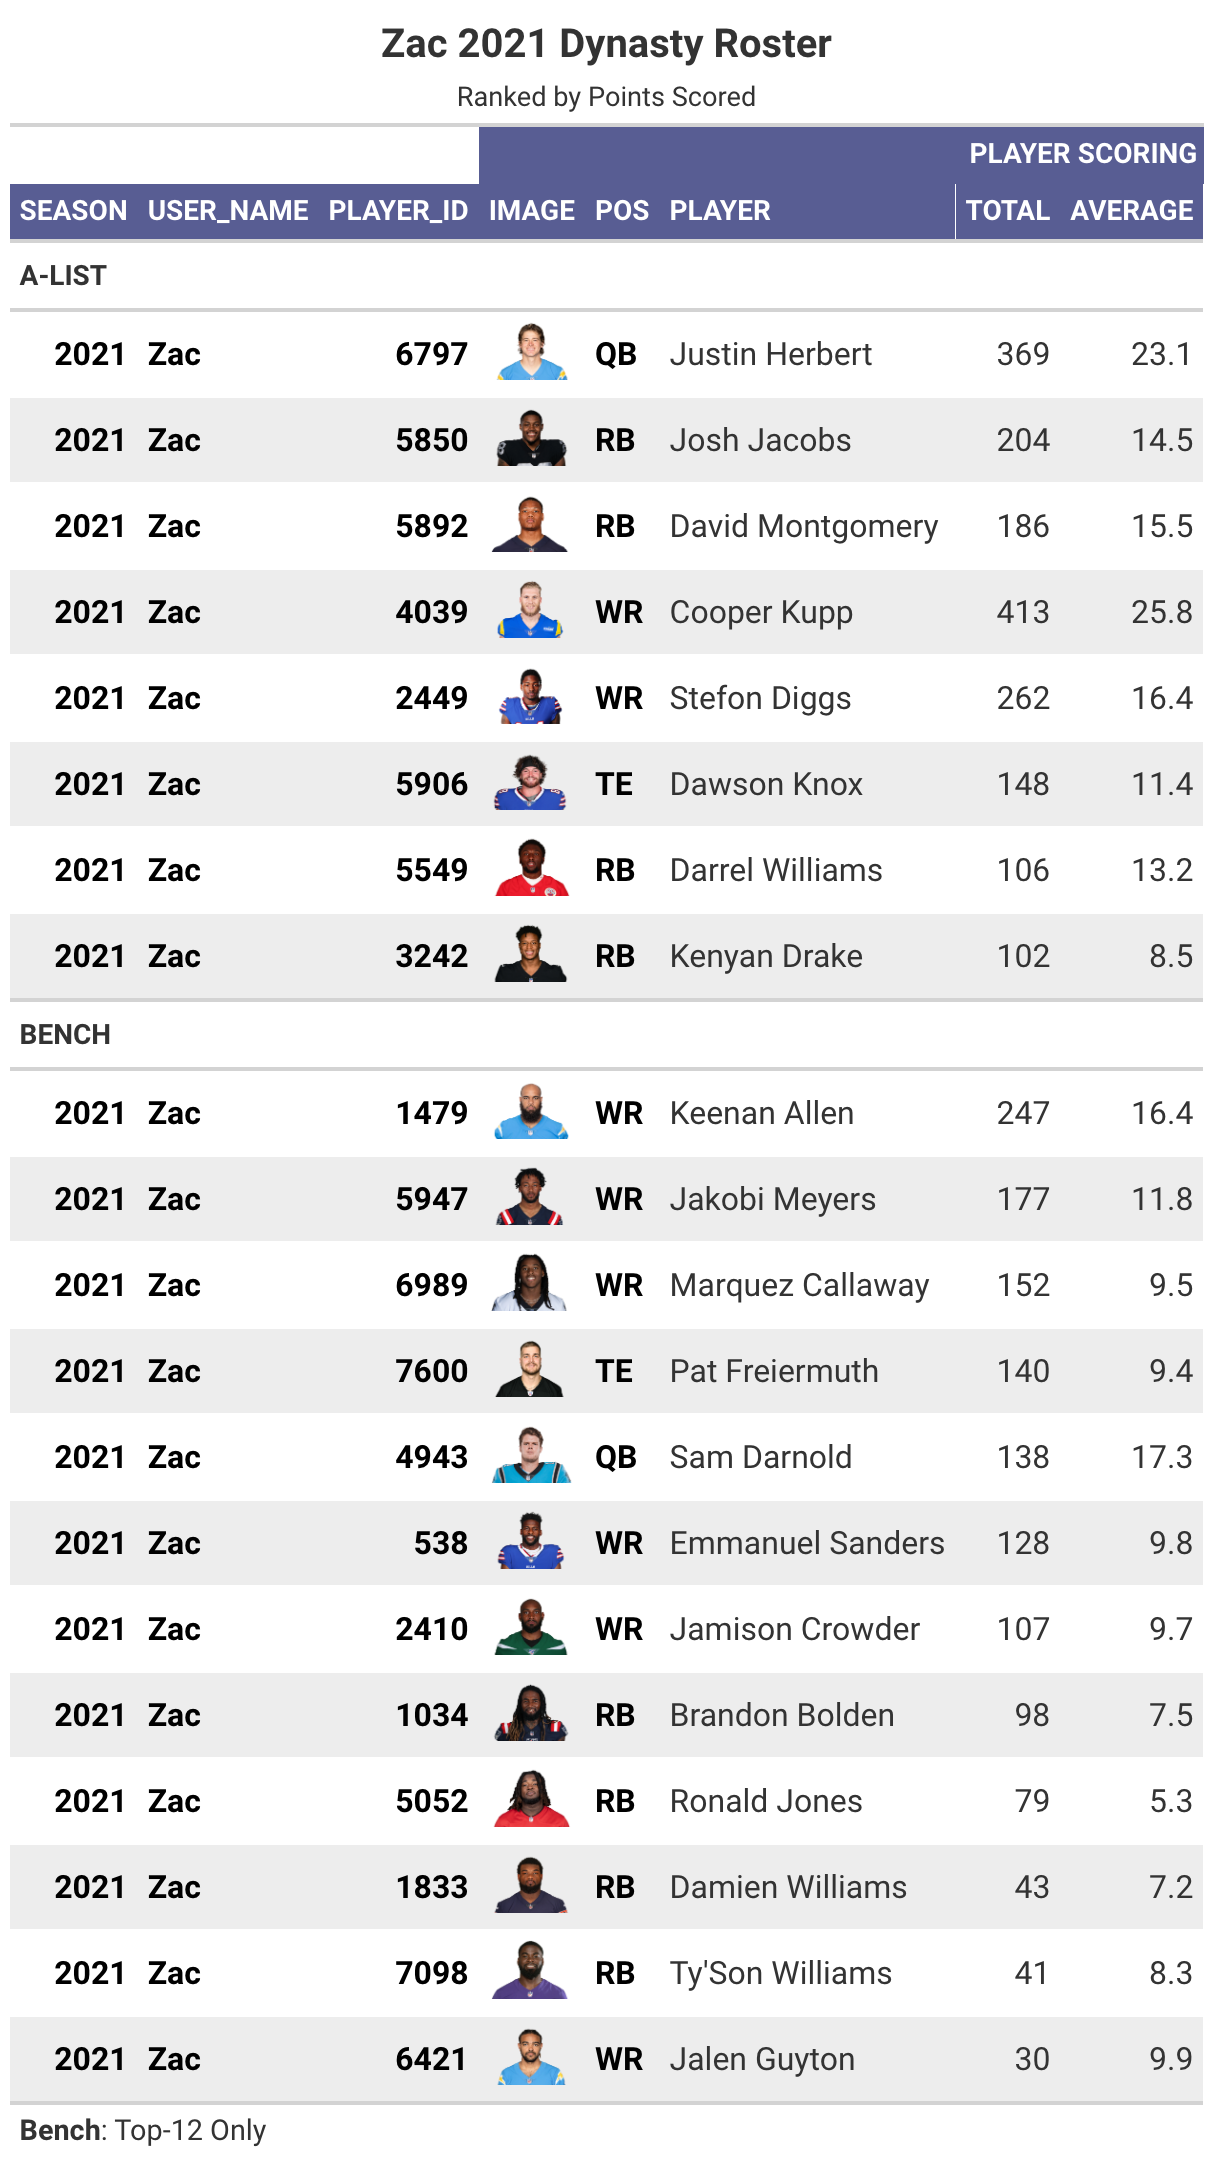 Zac 2021 Dynasty Roster
Ranked by Points Scored
PLAYER SCORING
SEASON USER_NAME PLAYER_ID IMAGE POS PLAYER TOTAL AVERAGE
A-LIST
2021 Zac 6797 QB Justin Herbert 369 23.1
2021 Zac 5850 RB Josh Jacobs 204 14.5
2021 Zac 5892 RB David Montgomery 186 15.5
2021 Zac 4039 WR Cooper Kupp 413 25.8
2021 Zac 2449 WR Stefon Diggs 262 16.4
2021 Zac 5906 TE Dawson Knox 148 11.4
2021 Zac 5549 RB Darrel Williams 106 13.2
2021 Zac 3242 RB Kenyan Drake 102 8.5
BENCH
2021 Zac 1479 WR Keenan Allen 247 16.4
2021 Zac 5947 WR Jakobi Meyers 177 11.8
2021 Zac 6989 WR Marquez Callaway 152 9.5
2021 Zac 7600 TE Pat Freiermuth 140 9.4
2021 Zac 4943 QB Sam Darnold 138 17.3
2021 Zac 538 WR Emmanuel Sanders 128 9.8
2021 Zac 2410 WR Jamison Crowder 107 9.7
2021 Zac 1034 RB Brandon Bolden 98 7.5
2021 Zac 5052 RB Ronald Jones 79 5.3
2021 Zac 1833 RB Damien Williams 43 7.2
2021 Zac 7098 RB Ty'Son Williams 41 8.3
2021 Zac 6421 WR Jalen Guyton 30 9.9
Bench: Top-12 Only